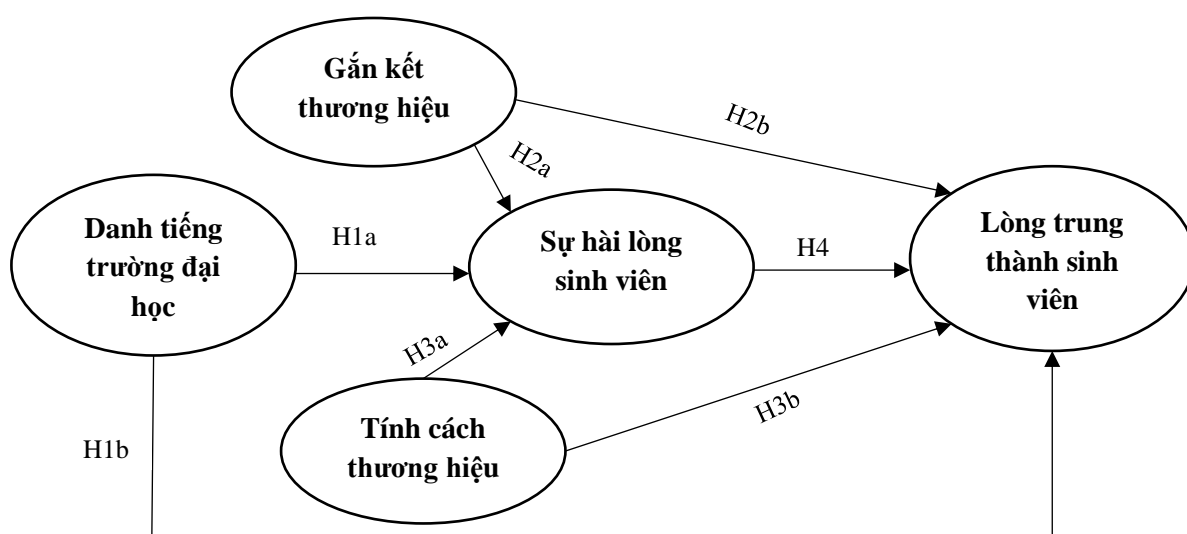 Gắn kết
thương hiệu
H2b
H2a
Danh tiếng
trường đại
học
H1a
Sự hài lòng
sinh viên
H4
Lòng trung
thành sinh
viên
H3a
Tính cách
thương hiệu
H3b
H1b